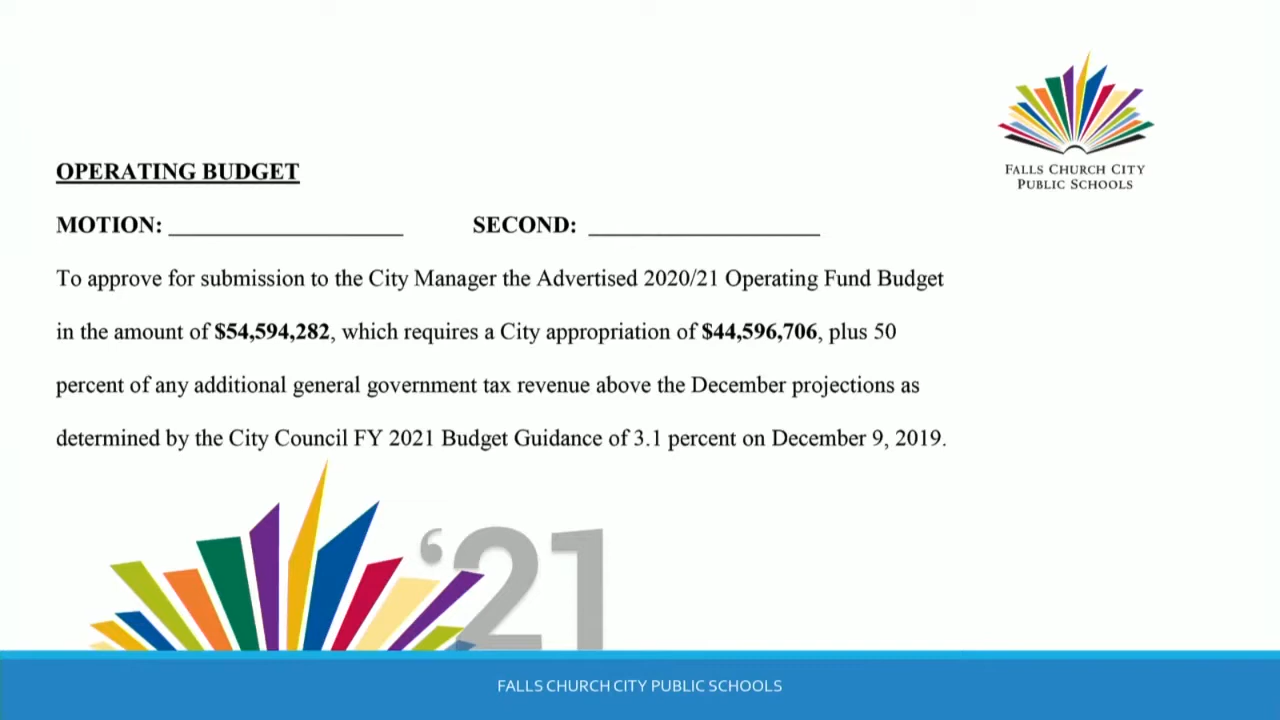 FALLS CHURCH CITY
PUBLIC SCHOOLS
OPERATING BUDGET
MOTION: ____________________ SECOND: ____________________
To approve for submission to the City Manager the Advertised 2020/21 Operating Fund Budget
in the amount of $54,594,282, which requires a City appropriation of $44,596,706, plus 50
percent of any additional general government tax revenue above the December projections as
determined by the City Council FY 2021 Budget Guidance of 3.1 percent on December 9, 2019.
‘21
FALLS CHURCH CITY PUBLIC SCHOOLS